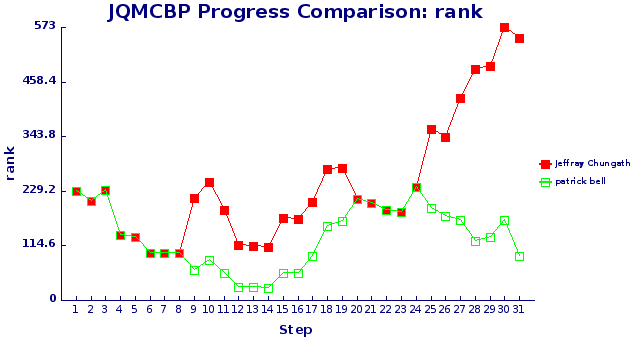 JQMCBP Progress Comparison: rank
573
458.4
343.8
229.2
114.6
0
rank
1 2 3 4 5 6 7 8 9 10 11 12 13 14 15 16 17 18 19 20 21 22 23 24 25 26 27 28 29 30 31
Step
Jeffray Chungath
patrick bell